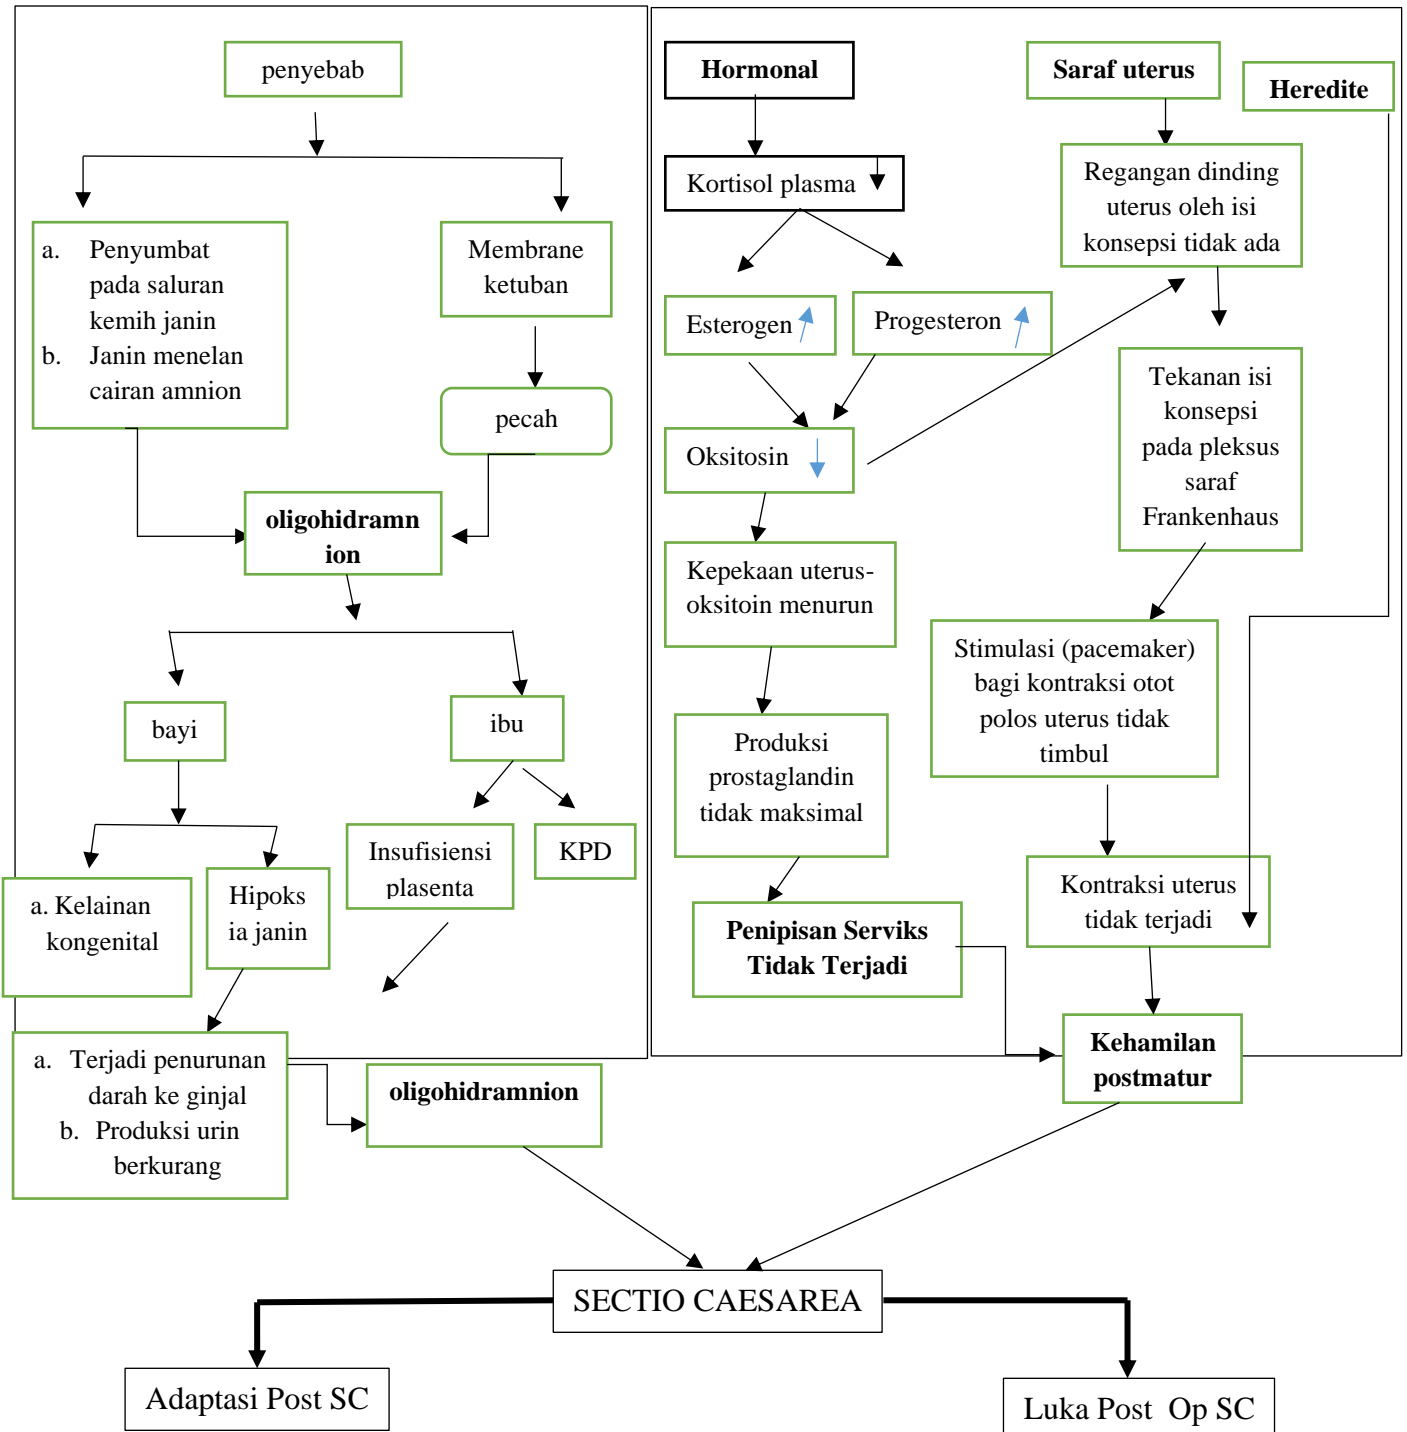 penyebab
a. Penyumbat
pada saluran
kemih janin
b. Janin menelan
cairan amnion
Membrane
ketuban
pecah
oligohidramn
ion
bayi
ibu
a. Kelainan
kongenital
Hipoks
ia janin
Insufisiensi
plasenta
KPD
a. Terjadi penurunan
darah ke ginjal
b. Produksi urin
berkurang
oligohidramnion
Hormonal
Kortisol plasma
Esterogen
Progesteron
Oksitosin
Kepekaan uterus-
oksitoin menurun
Produksi
prostaglandin
tidak maksimal
Penipisan Serviks
Tidak Terjadi
Saraf uterus
Regangan dinding
uterus oleh isi
konsepsi tidak ada
Tekanan isi
konsepsi
pada pleksus
saraf
Frankenhaus
Stimulasi (pacemaker)
bagi kontraksi otot
polos uterus tidak
timbul
Kontraksi uterus
tidak terjadi
Heredite
Kehamilan
postmatur
SECTIO CAESAREA
Adaptasi Post SC
Luka Post  Op SC